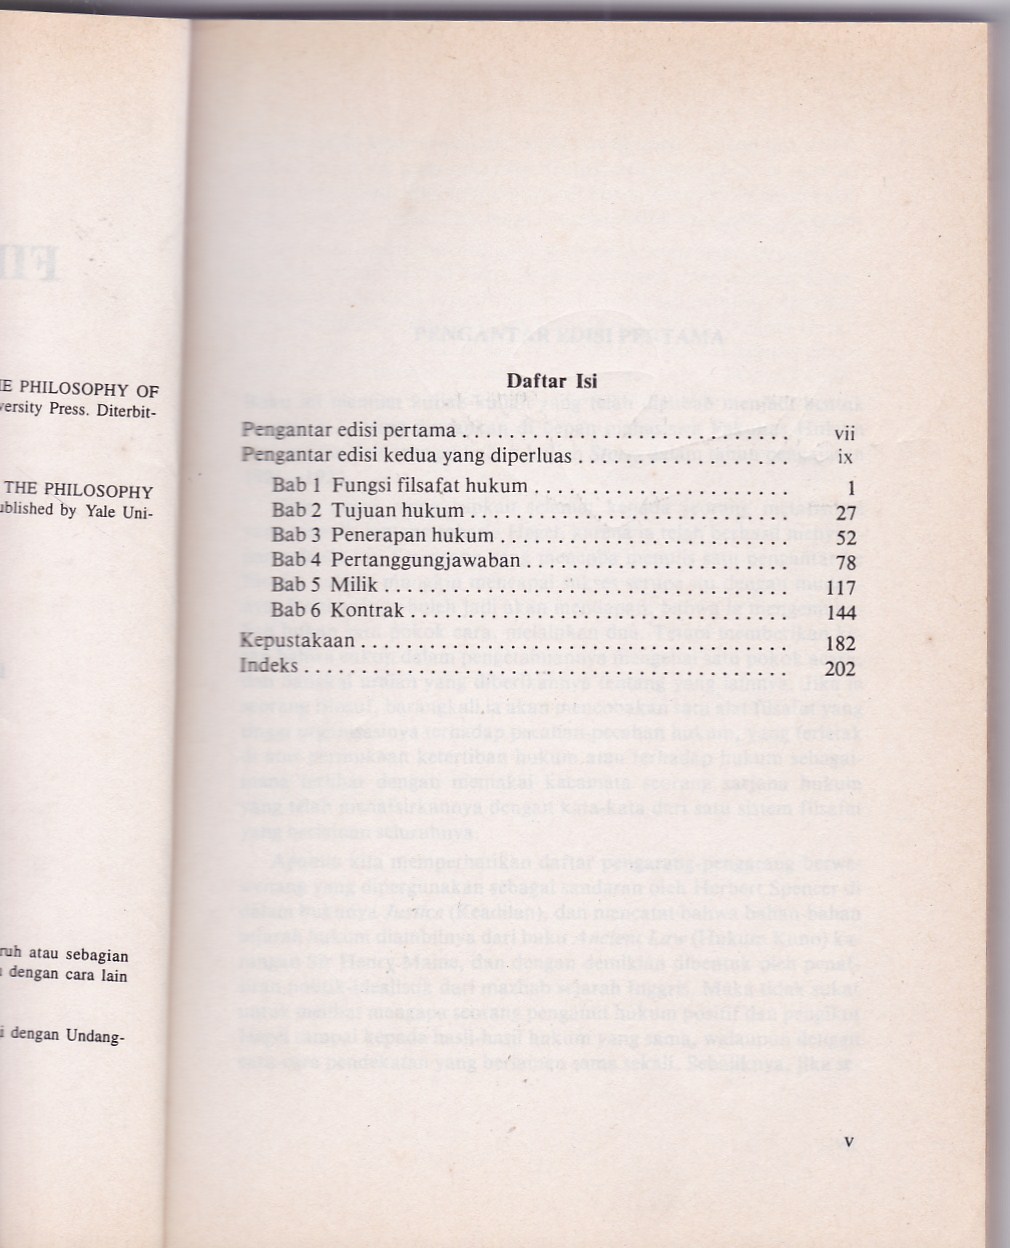 E PHILOSOPHY OF
versity Press. Diterbit-
THE PHILOSOPHY
ublished by Yale Uni-
ruh atau sebagian
dengan cara lain
i dengan Undang-
Daftar Isi
Pengantar edisi pertama . . . . . . . . . . . . . . . . . . . . . . . . . . . vii
Pengantar edisi kedua yang diperluas . . . . . . . . . . . . . . . . . . ix
Bab 1 Fungsi filsafat hukum . . . . . . . . . . . . . . . . . . . . . 1
Bab 2 Tujuan hukum . . . . . . . . . . . . . . . . . . . . . . . . . . 27
Bab 3 Penerapan hukum . . . . . . . . . . . . . . . . . . . . . . . . 52
Bab 4 Pertanggungjawaban . . . . . . . . . . . . . . . . . . . . . . 78
Bab 5 Milik . . . . . . . . . . . . . . . . . . . . . . . . . . . . . . . . . 117
Bab 6 Kontrak . . . . . . . . . . . . . . . . . . . . . . . . . . . . . . . 144
Kepustakaan . . . . . . . . . . . . . . . . . . . . . . . . . . . . . . . . . . . 182
Indeks . . . . . . . . . . . . . . . . . . . . . . . . . . . . . . . . . . . . . . . . 202
v